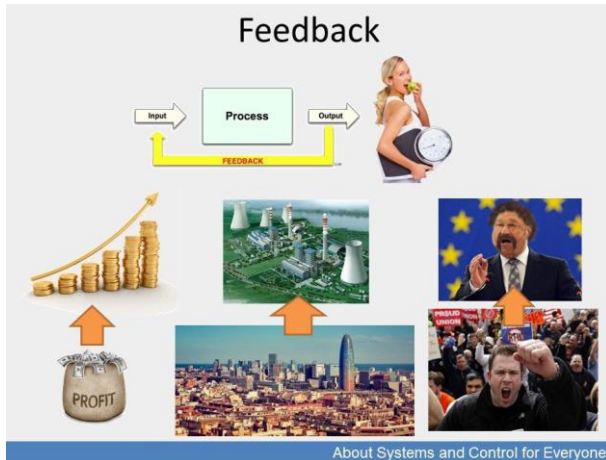 Feedback
Input
Process
Output
FEEDBACK
PROFIT
PROUD
UNION
About Systems and Control for Everyone